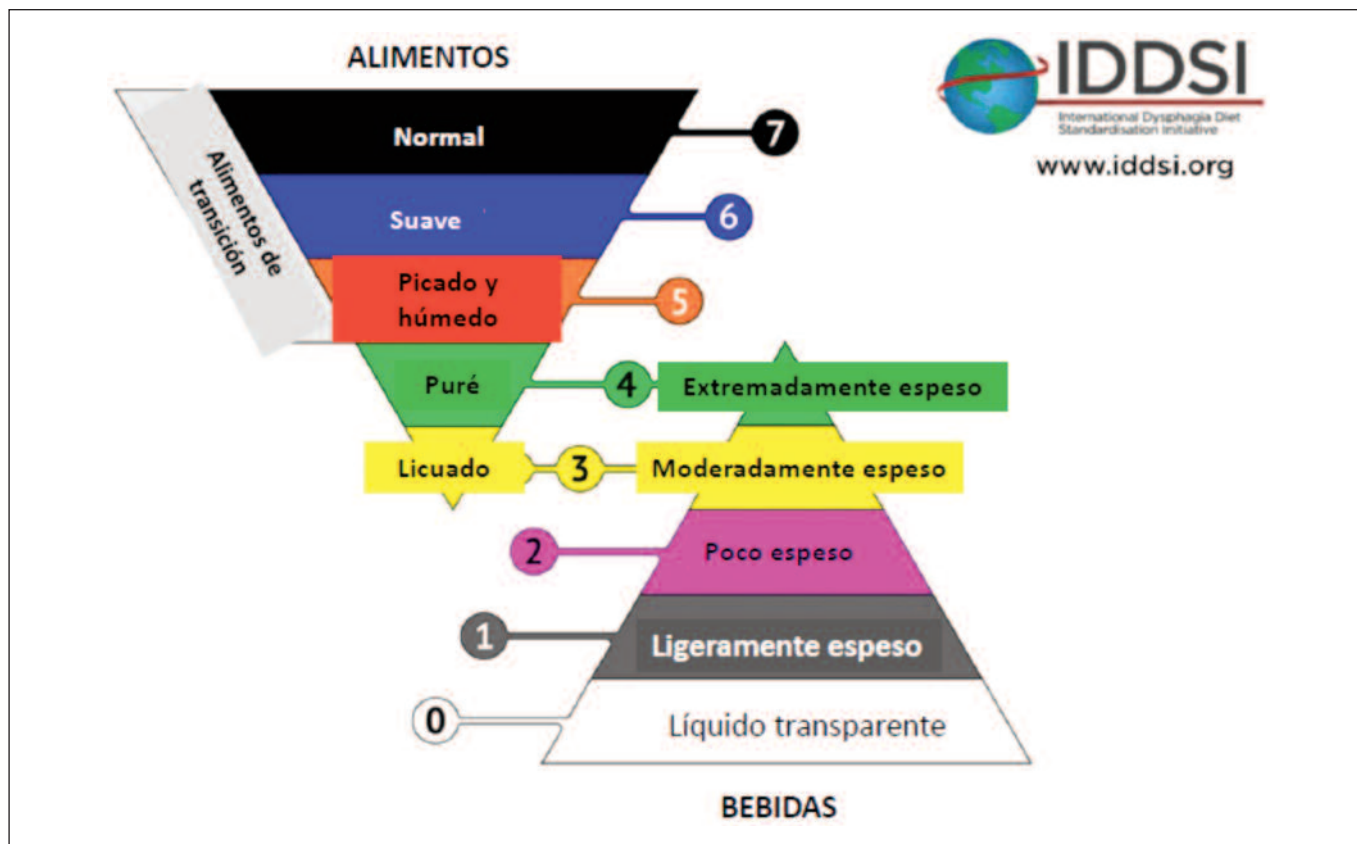 ALIMENTOS
IDDSI
International Dysphagia Diet
Standardisation Initiative
www.iddsi.org
Alimentos de
transición
Normal
7
Suave
6
Picado y
húmedo
5
Puré
4
Extremadamente espeso
Licuado
3
Moderadamente espeso
2
Poco espeso
1
Ligeramente espeso
0
Líquido transparente
BEBIDAS